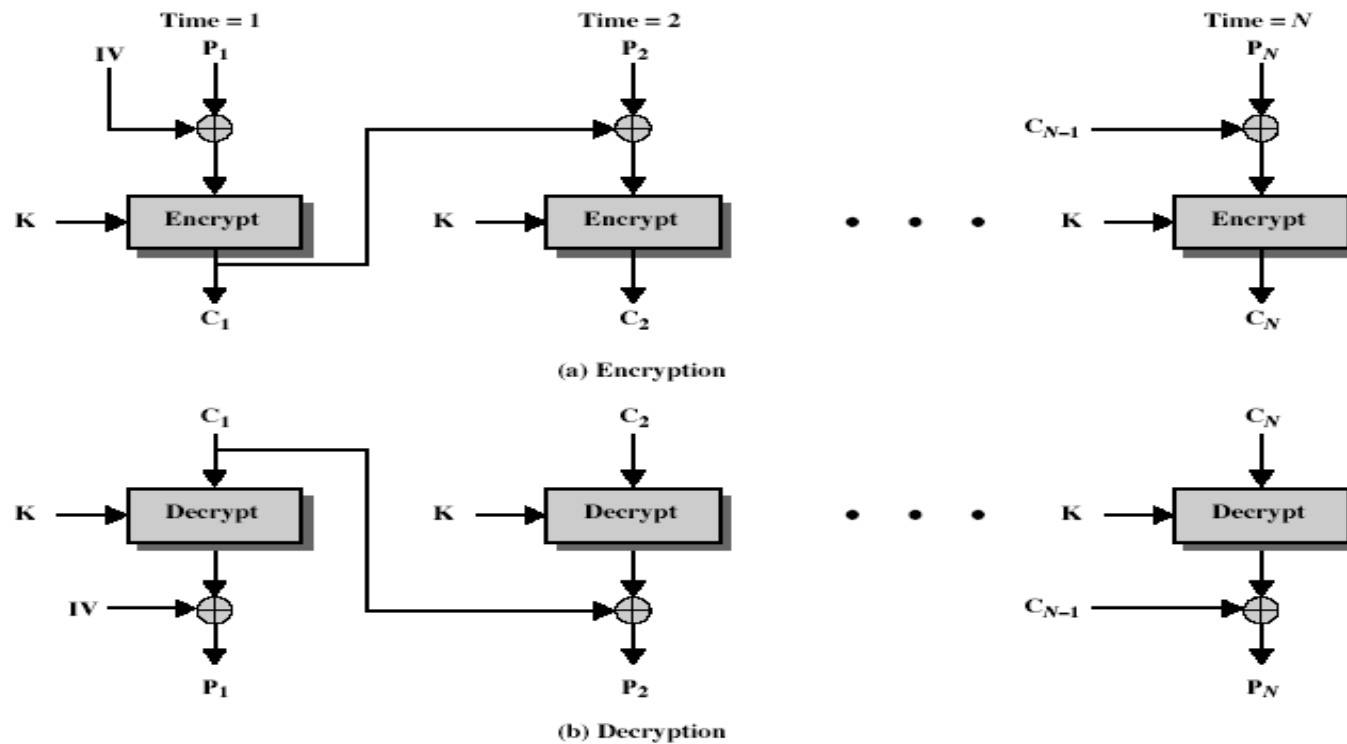 Time = 1 Time = 2 Time = N
IV P1 P2 PN
CN–1
K Encrypt K Encrypt • • • K Encrypt
C1 C2 CN
(a) Encryption
C1 C2 CN
K Decrypt K Decrypt • • • K Decrypt
IV CN–1
P1 P2 PN
(b) Decryption